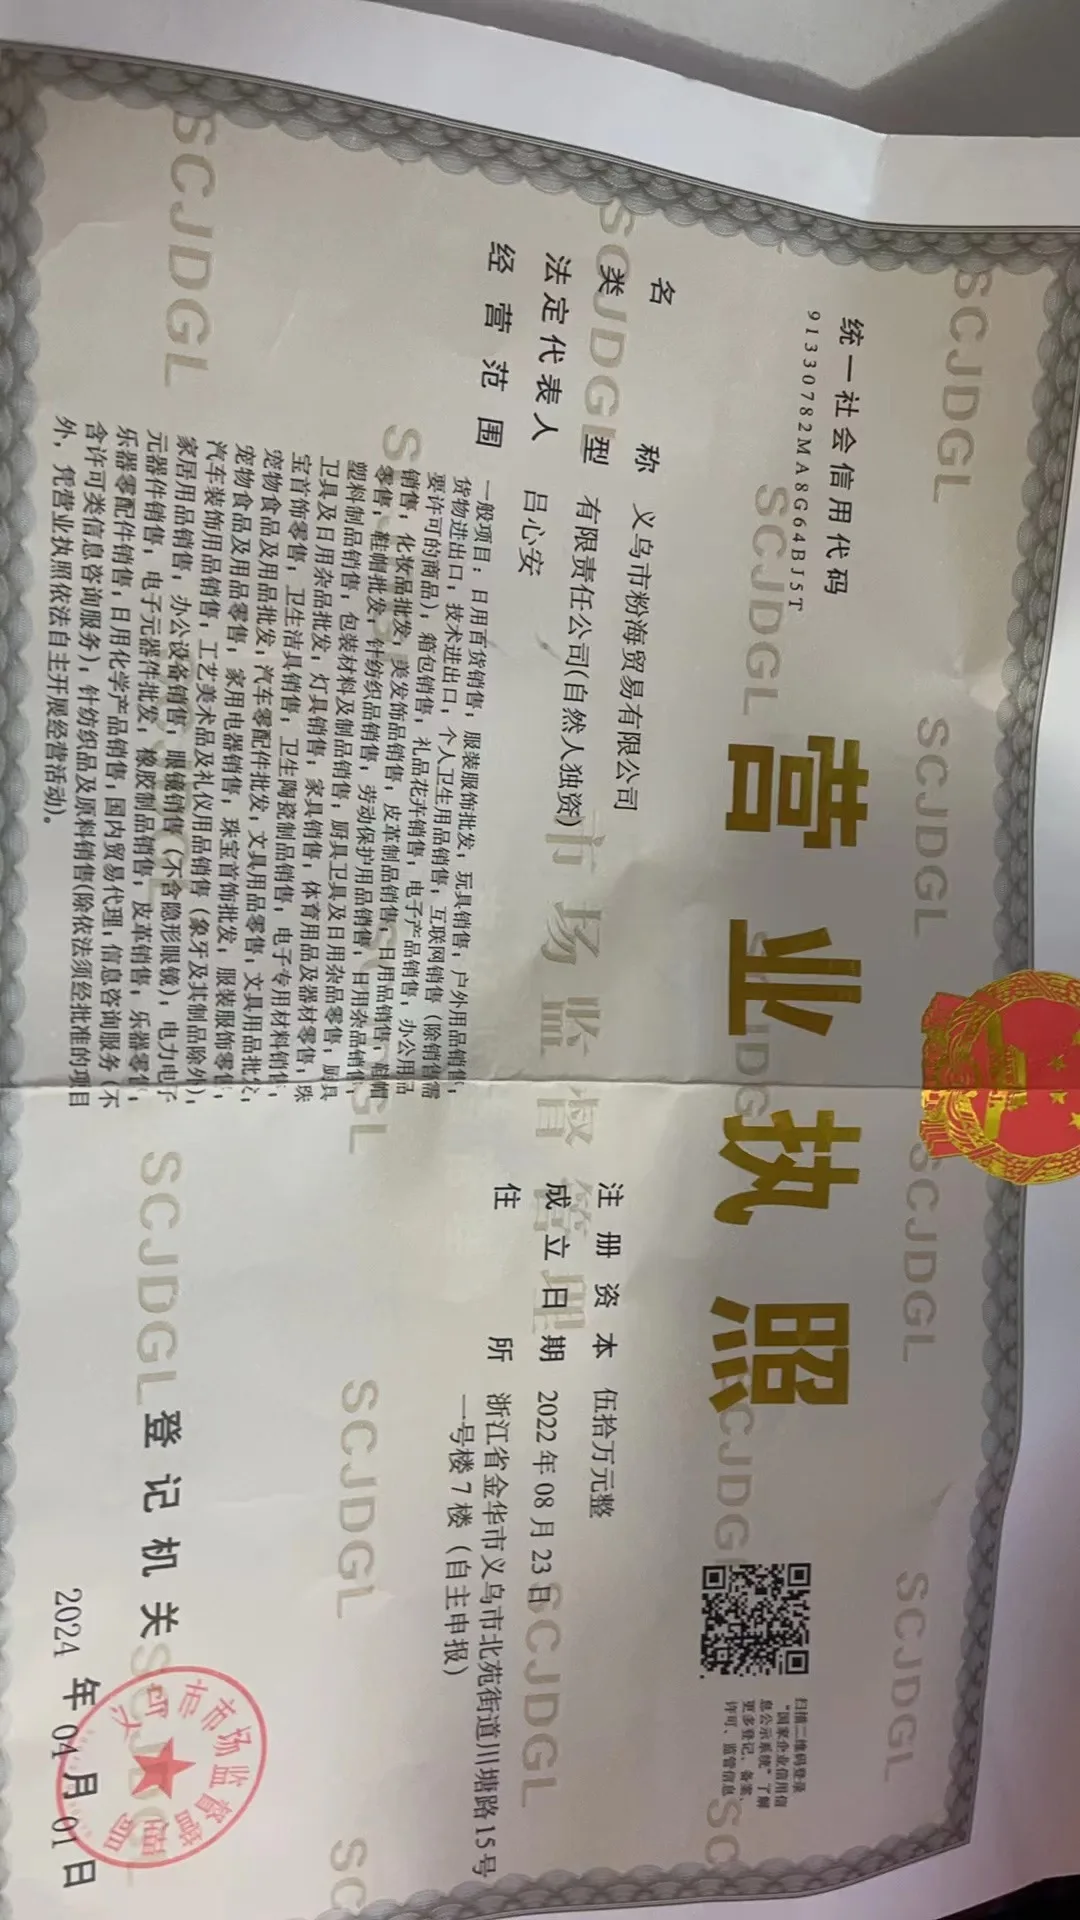 营业执照
统一社会信用代码
91330782MA8G64BJ5T
扫描二维码登录
“国家企业信用信
息公示系统”了解
更多登记、备案、
许可、监管信息
名称 义乌市粉海贸易有限公司
类型 有限责任公司(自然人独资)
法定代表人 吕心安
经营范围 一般项目：日用百货销售；服装服饰批发；玩具销售；户外用品销售；
货物进出口；技术进出口；个人卫生用品销售；互联网销售（除销售需
要许可的商品）；箱包销售；礼品花卉销售；电子产品销售；办公用品
销售；化妆品批发；美发饰品销售；皮革制品销售；日用品销售；鞋帽
零售；鞋帽批发；针纺织品销售；劳动保护用品销售；日用杂品销售；
塑料制品销售；包装材料及制品销售；厨具卫具及日用杂品零售；厨具
卫具及日用杂品批发；灯具销售；家具销售；体育用品及器材零售；珠
宝首饰零售；卫生洁具销售；卫生陶瓷制品销售；电子专用材料销售；
宠物食品及用品批发；汽车零配件批发；文具用品零售；文具用品批发；
宠物食品及用品零售；家用电器销售；珠宝首饰批发；服装服饰零售；
汽车装饰用品销售；工艺美术品及礼仪用品销售（象牙及其制品除外）；
家居用品销售；办公设备销售；眼镜销售（不含隐形眼镜）；电力电子
元器件销售；电子元器件批发；橡胶制品销售；皮革销售；乐器零售；
乐器零配件销售；日用化学产品销售；国内贸易代理；信息咨询服务（不
含许可类信息咨询服务）；针纺织品及原料销售(除依法须经批准的项目
外，凭营业执照依法自主开展经营活动)。
注册资本 伍拾万元整
成立日期 2022年08月23日
住所 浙江省金华市义乌市北苑街道川塘路15号
一号楼7楼（自主申报）
登记机关
义乌市市场监督管理局
2024年04月01日
SCJDGL
SCJDGL
SCJDGL
SCJDGL
市场监督管理